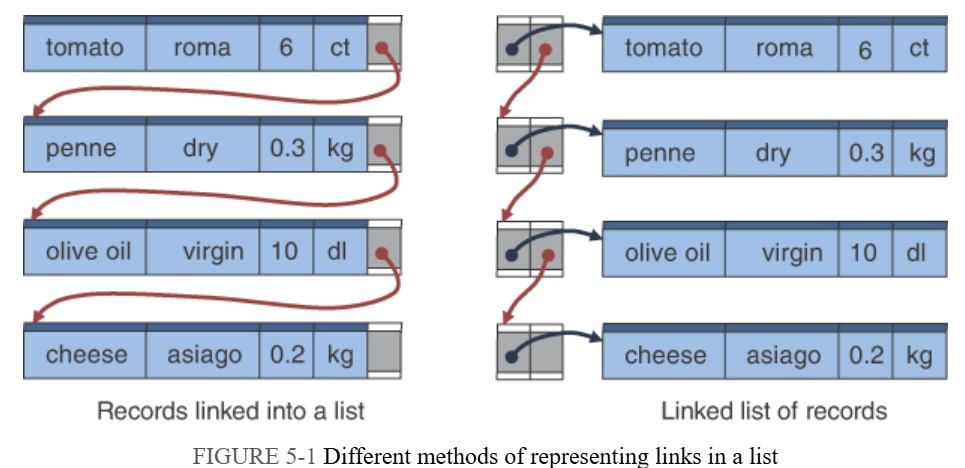 tomato roma 6 ct
penne dry 0.3 kg
olive oil virgin 10 dl
cheese asiago 0.2 kg
Records linked into a list
tomato roma 6 ct
penne dry 0.3 kg
olive oil virgin 10 dl
cheese asiago 0.2 kg
Linked list of records
FIGURE 5-1 Different methods of representing links in a list